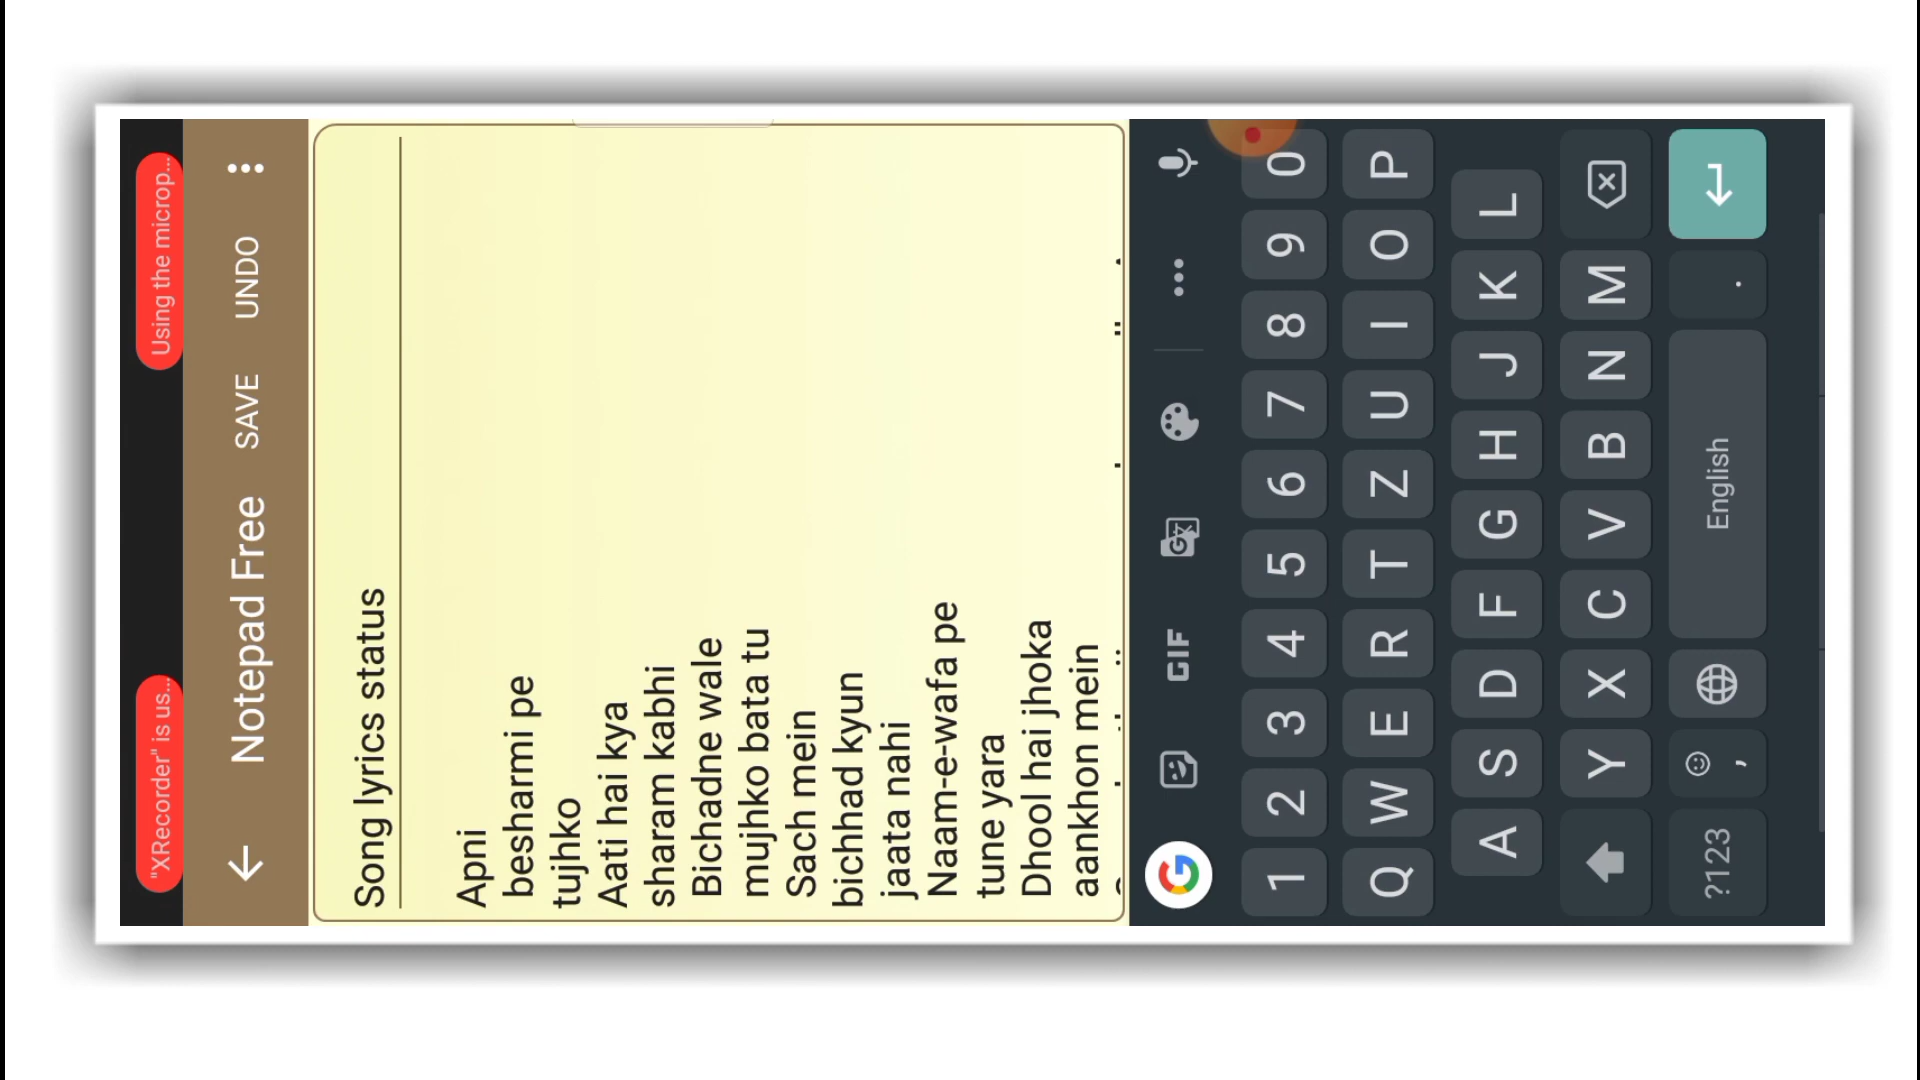 "XRecorder" is us... Using the microp...
Notepad Free SAVE UNDO
Song lyrics status
Apni
besharmi pe
tujhko
Aati hai kya
sharam kabhi
Bichadne wale
mujhko bata tu
Sach mein
bichhad kyun
jaata nahi
Naam-e-wafa pe
tune yara
Dhool hai jhoka
aankhon mein
G GIF G
1 2 3 4 5 6 7 8 9 0
Q W E R T Z U I O P
A S D F G H J K L
Y X C V B N M
?123 , English .